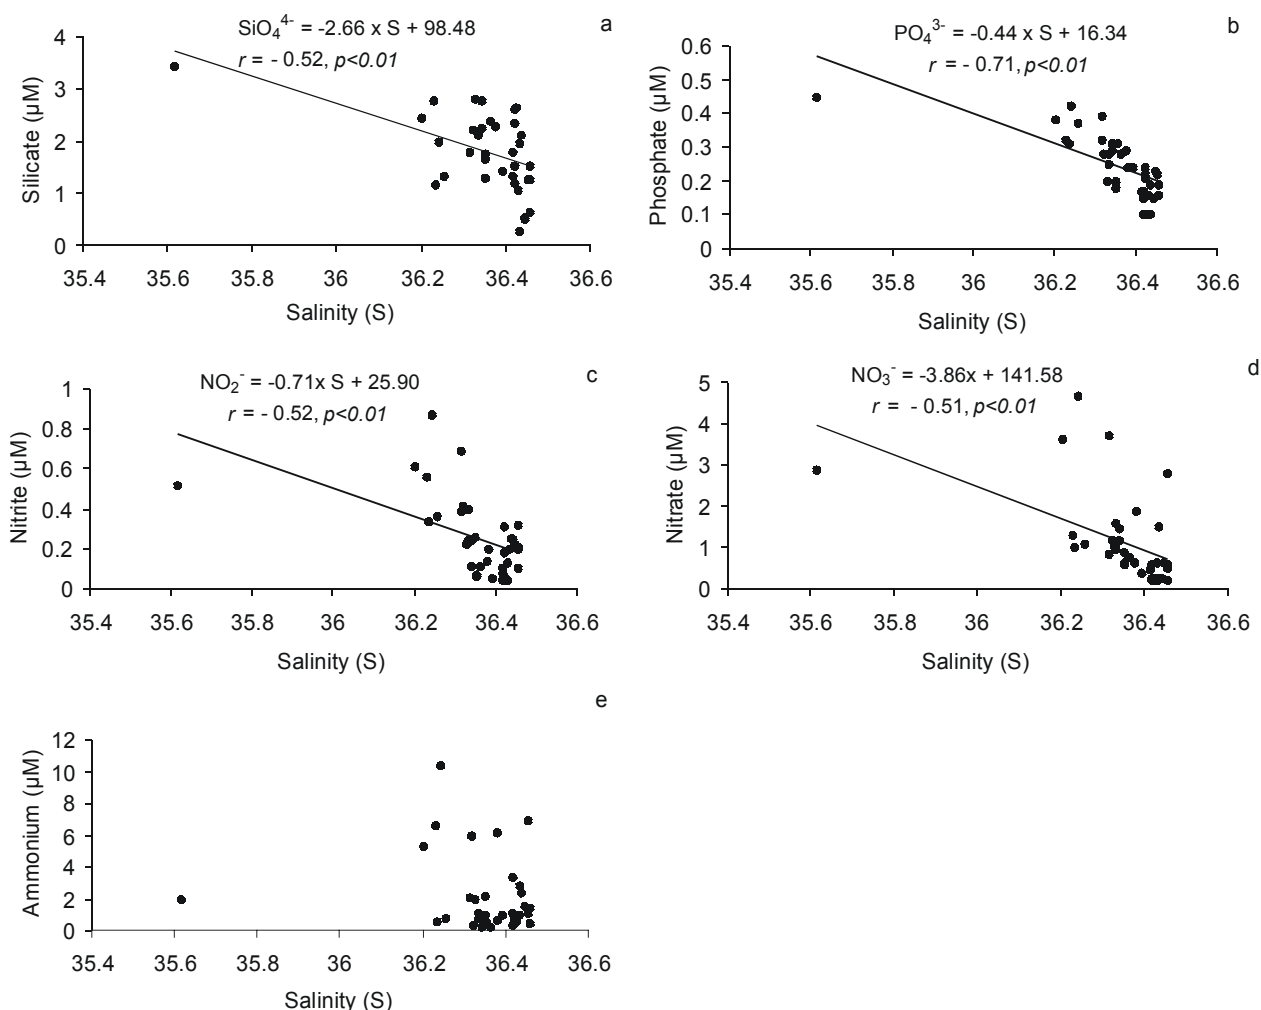 SiO₄⁴⁻ = -2.66 x S + 98.48
r = - 0.52, p<0.01
a
4
3
2
1
0
Silicate (µM)
35.4 35.6 35.8 36 36.2 36.4 36.6
Salinity (S)
PO₄³⁻ = -0.44 x S + 16.34
r = - 0.71, p<0.01
b
0.6
0.5
0.4
0.3
0.2
0.1
0
Phosphate (µM)
35.4 35.6 35.8 36 36.2 36.4 36.6
Salinity (S)
NO₂⁻ = -0.71x S + 25.90
r = - 0.52, p<0.01
c
1
0.8
0.6
0.4
0.2
0
Nitrite (µM)
35.4 35.6 35.8 36 36.2 36.4 36.6
Salinity (S)
NO₃⁻ = -3.86x + 141.58
r = - 0.51, p<0.01
d
5
4
3
2
1
0
Nitrate (µM)
35.4 35.6 35.8 36 36.2 36.4 36.6
Salinity (S)
e
12
10
8
6
4
2
0
Ammonium (µM)
35.4 35.6 35.8 36 36.2 36.4 36.6
Salinity (S)